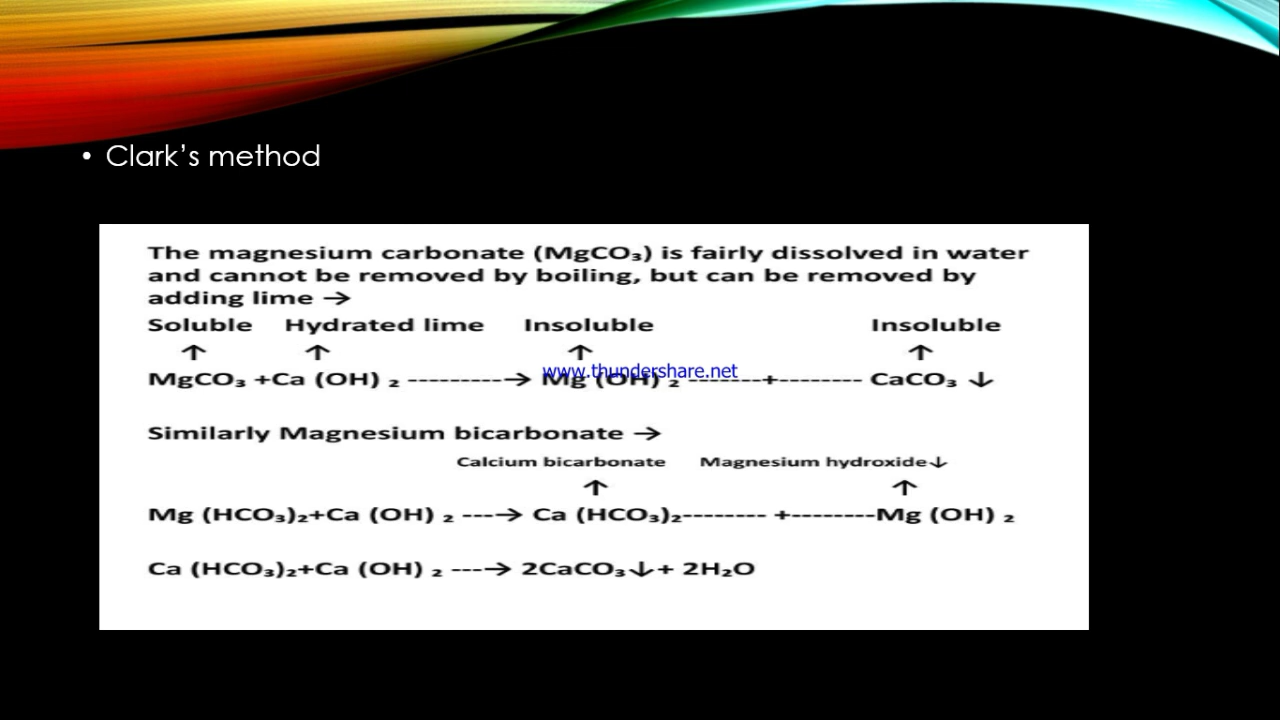 • Clark's method
The magnesium carbonate (MgCO₃) is fairly dissolved in water
and cannot be removed by boiling, but can be removed by
adding lime →
Soluble Hydrated lime Insoluble Insoluble
↑ ↑ ↑ ↑
www.thundershare.net
MgCO₃ +Ca (OH) ₂ ----------→ Mg (OH) ₂ -------+-------- CaCO₃ ↓
Similarly Magnesium bicarbonate →
Calcium bicarbonate Magnesium hydroxide↓
↑ ↑
Mg (HCO₃)₂+Ca (OH) ₂ ---→ Ca (HCO₃)₂-------- +--------Mg (OH) ₂
Ca (HCO₃)₂+Ca (OH) ₂ ---→ 2CaCO₃↓+ 2H₂O